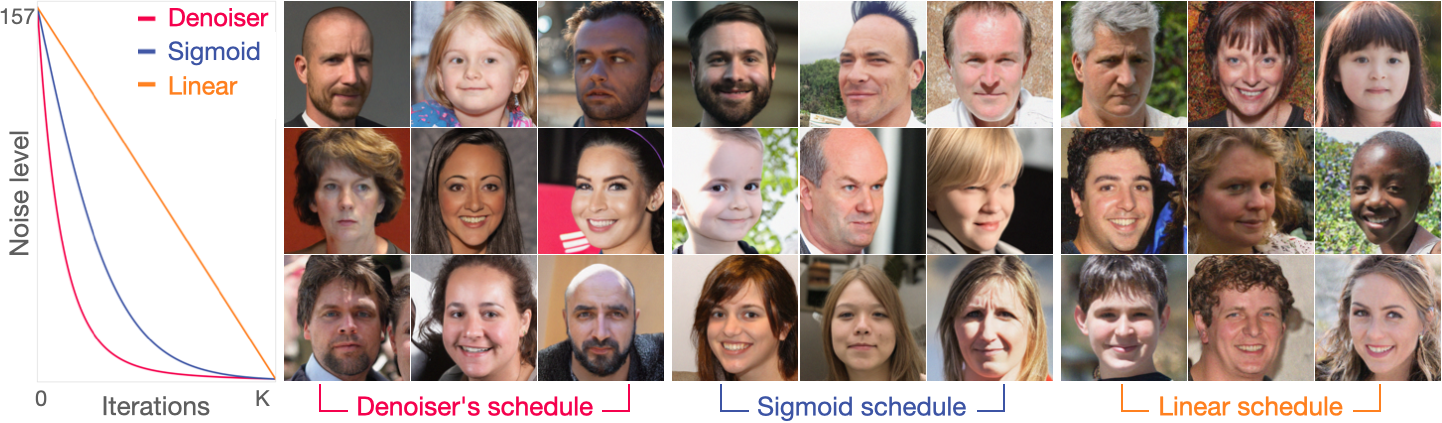 157
Denoiser
Sigmoid
Linear
Noise level
0
Iterations
K
Denoiser's schedule
Sigmoid schedule
Linear schedule